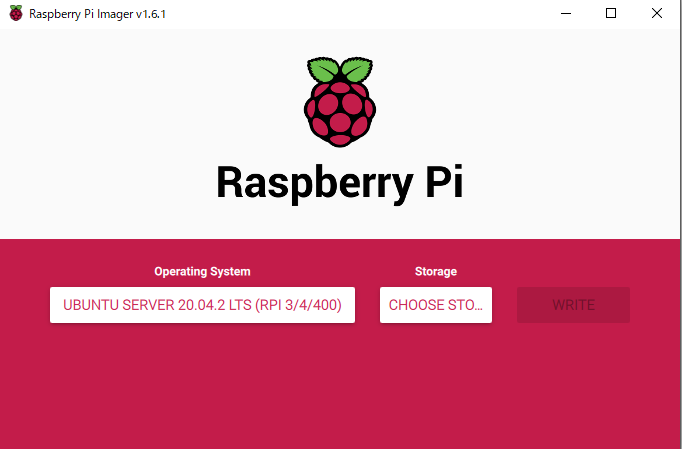 Raspberry Pi Imager v1.6.1
Raspberry Pi
Operating System
Storage
UBUNTU SERVER 20.04.2 LTS (RPI 3/4/400)
CHOOSE STO...
WRITE